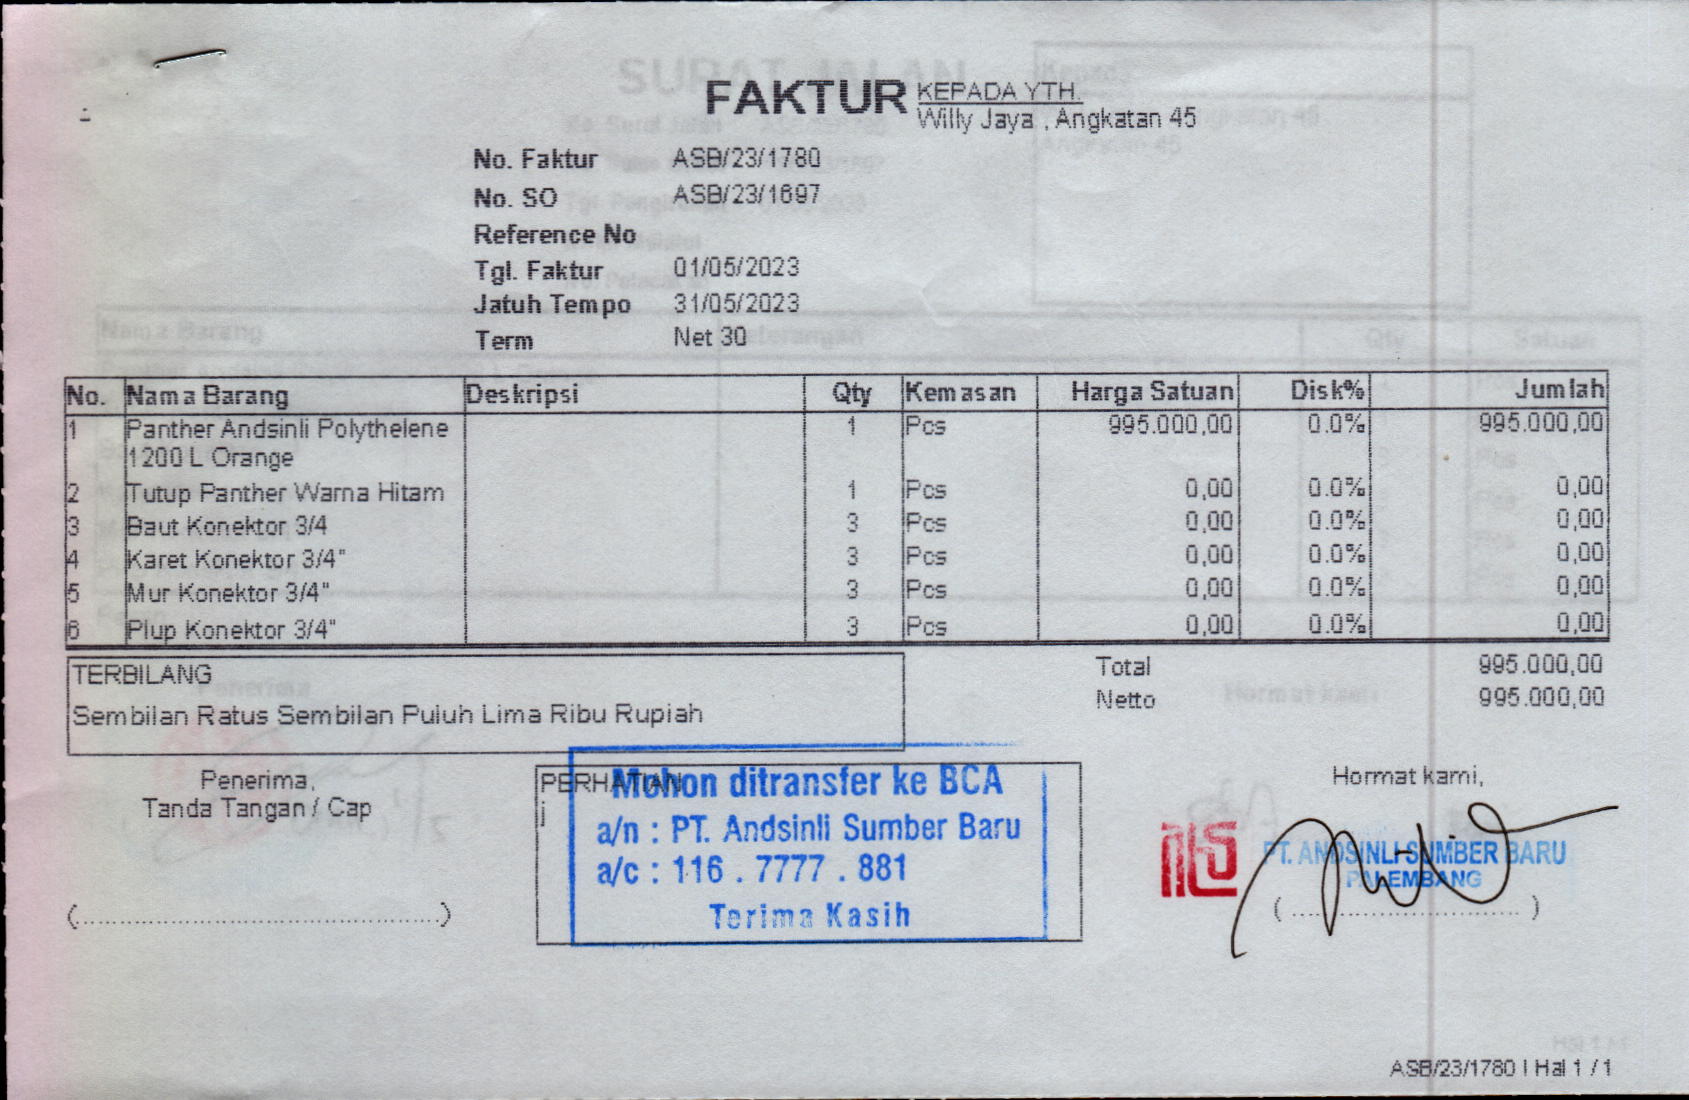 FAKTUR
KEPADA YTH.
Willy Jaya , Angkatan 45
No. Faktur ASB/23/1780
No. SO ASB/23/1697
Reference No
Tgl. Faktur 01/05/2023
Jatuh Tempo 31/05/2023
Term Net 30
No. Nama Barang Deskripsi Qty Kemasan Harga Satuan Disk% Jumlah
1 Panther Andsinli Polythelene 1 Pcs 995.000,00 0.0% 995.000,00
1200 L Orange
2 Tutup Panther Warna Hitam 1 Pcs 0,00 0.0% 0,00
3 Baut Konektor 3/4 3 Pcs 0,00 0.0% 0,00
4 Karet Konektor 3/4" 3 Pcs 0,00 0.0% 0,00
5 Mur Konektor 3/4" 3 Pcs 0,00 0.0% 0,00
6 Plup Konektor 3/4" 3 Pcs 0,00 0.0% 0,00
TERBILANG
Sembilan Ratus Sembilan Puluh Lima Ribu Rupiah
Total 995.000,00
Netto 995.000,00
Penerima,
Tanda Tangan / Cap
(........................................)
PERHATIAN
j
Mohon ditransfer ke BCA
a/n : PT. Andsinli Sumber Baru
a/c : 116 . 7777 . 881
Terima Kasih
Hormat kami,
PT. ANDSINLI SUMBER BARU
PALEMBANG
( ............................ )
ASB/23/1780 | Hal 1 / 1